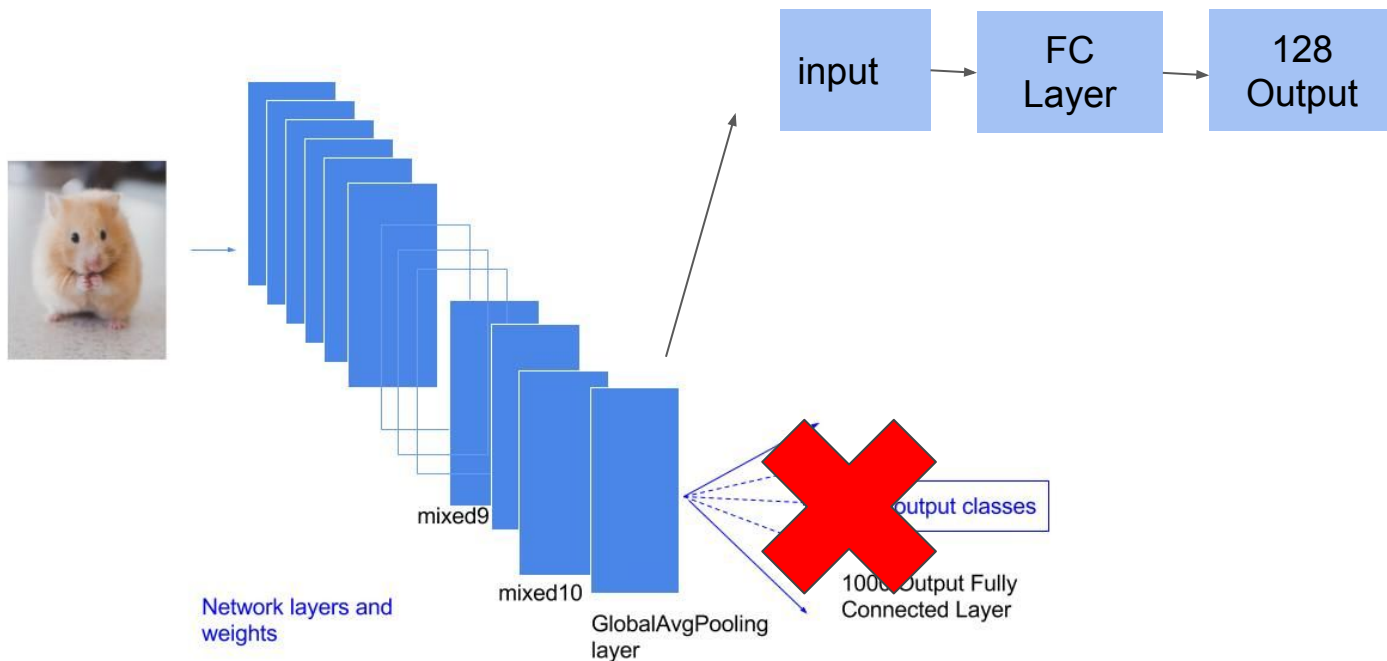 input
FC
Layer
128
Output
mixed9
output classes
mixed10
Output Fully
Connected Layer
Network layers and
weights
GlobalAvgPooling
layer